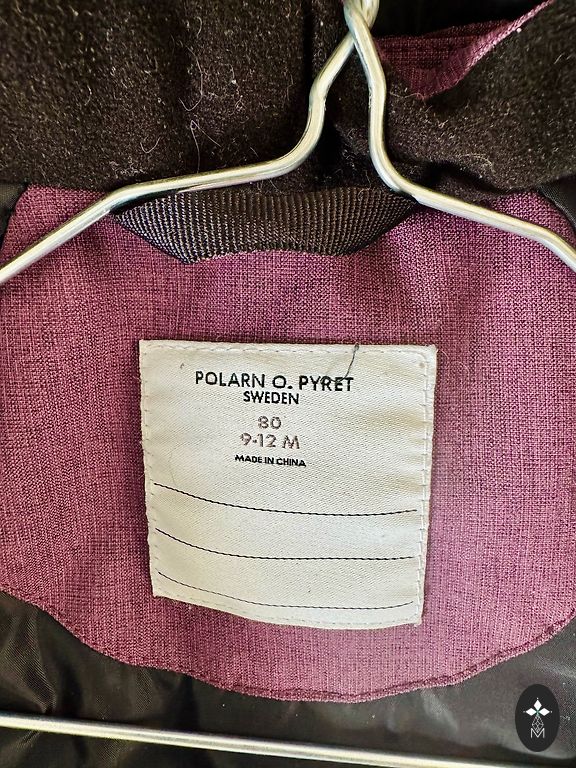 POLARN O. PYRET
SWEDEN
80
9-12 M
MADE IN CHINA
M